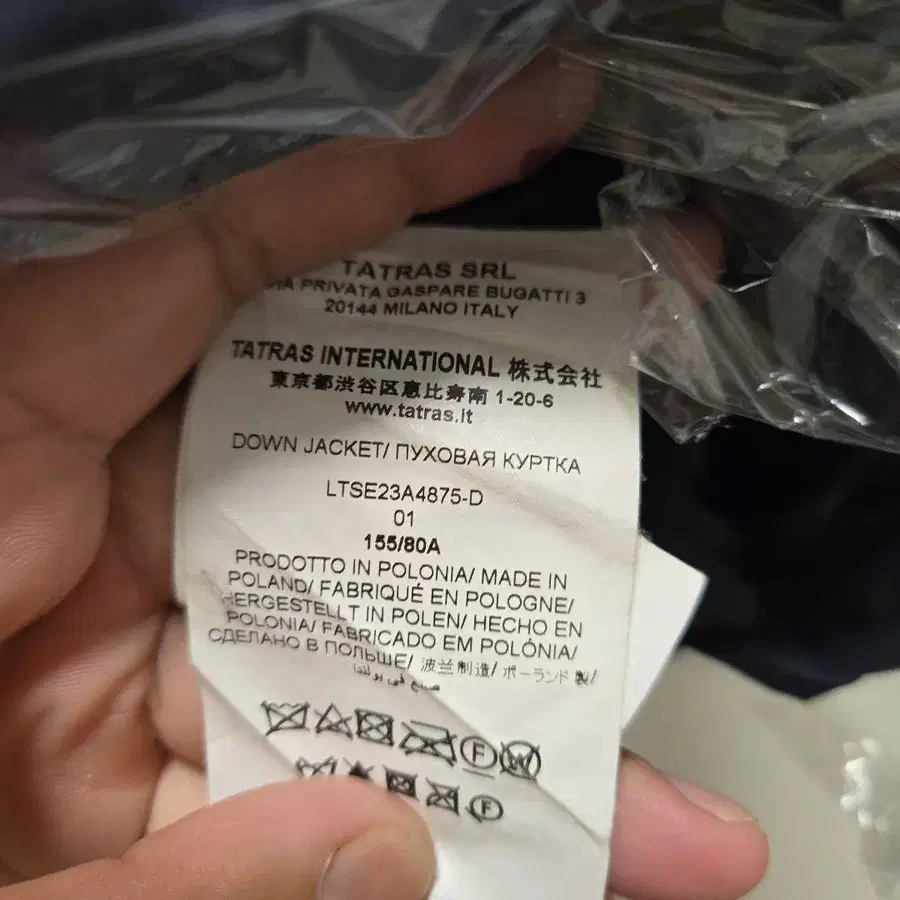 TATRAS SRL
VIA PRIVATA GASPARE BUGATTI 3
20144 MILANO ITALY
TATRAS INTERNATIONAL 株式会社
東京都渋谷区恵比寿南 1-20-6
www.tatras.it
DOWN JACKET/ ПУХОВАЯ КУРТКА
LTSE23A4875-D
01
155/80A
PRODOTTO IN POLONIA/ MADE IN
POLAND/ FABRIQUÉ EN POLOGNE/
HERGESTELLT IN POLEN/ HECHO EN
POLONIA/ FABRICADO EM POLÓNIA/
СДЕЛАНО В ПОЛЬШЕ/ 波兰制造/ ポーランド 製/
صنع في بولندا
F W
F